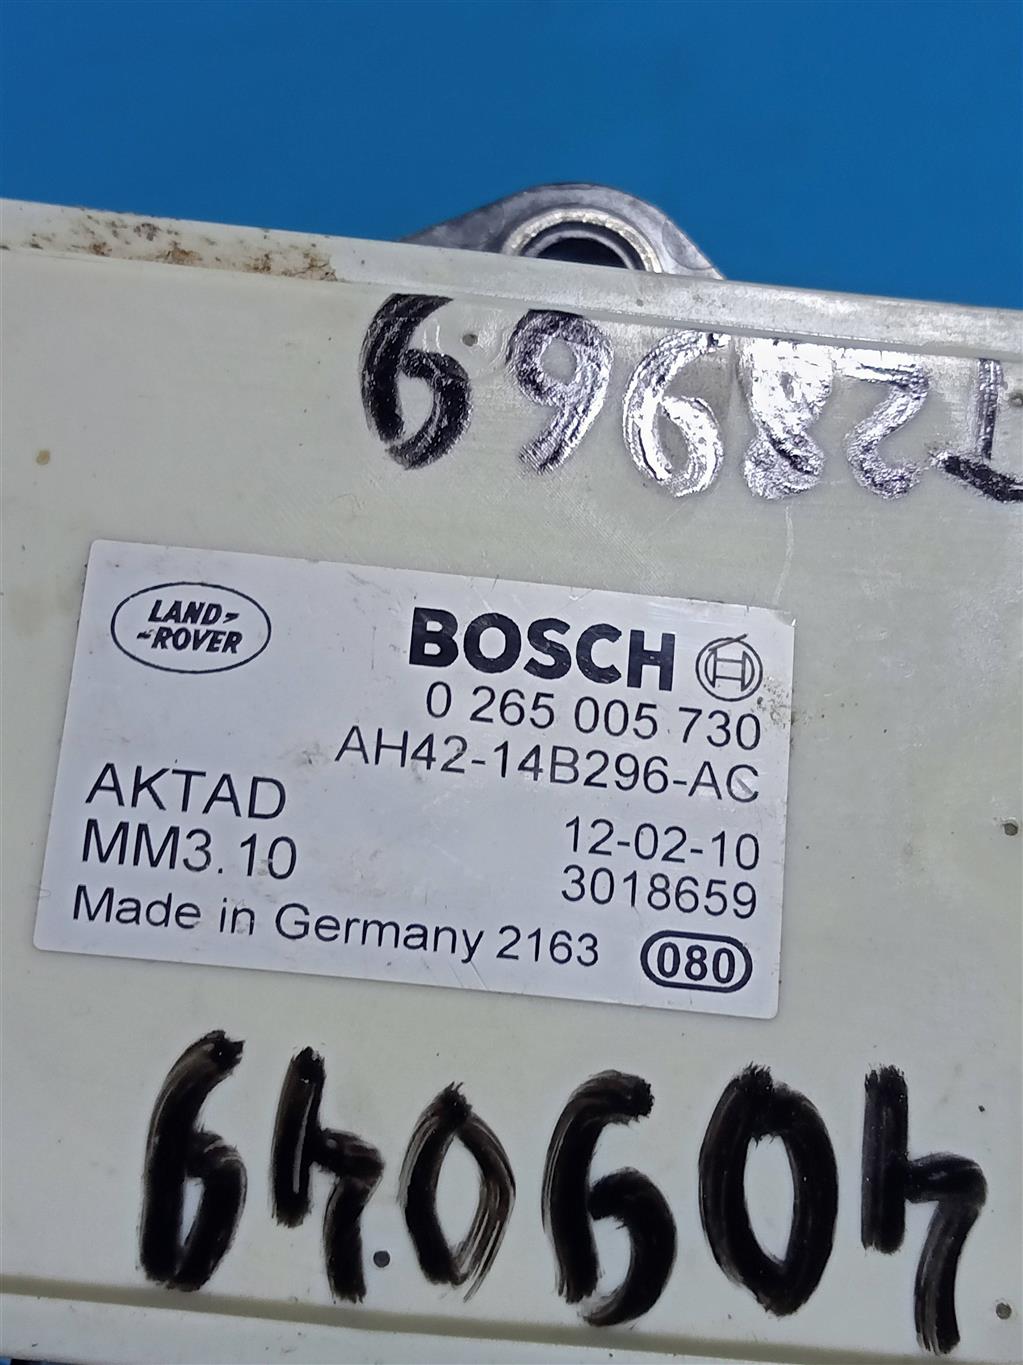 696821
LAND-
-ROVER
BOSCH
0 265 005 730
AH42-14B296-AC
AKTAD
12-02-10
MM3.10
3018659
Made in Germany 2163 080
640604